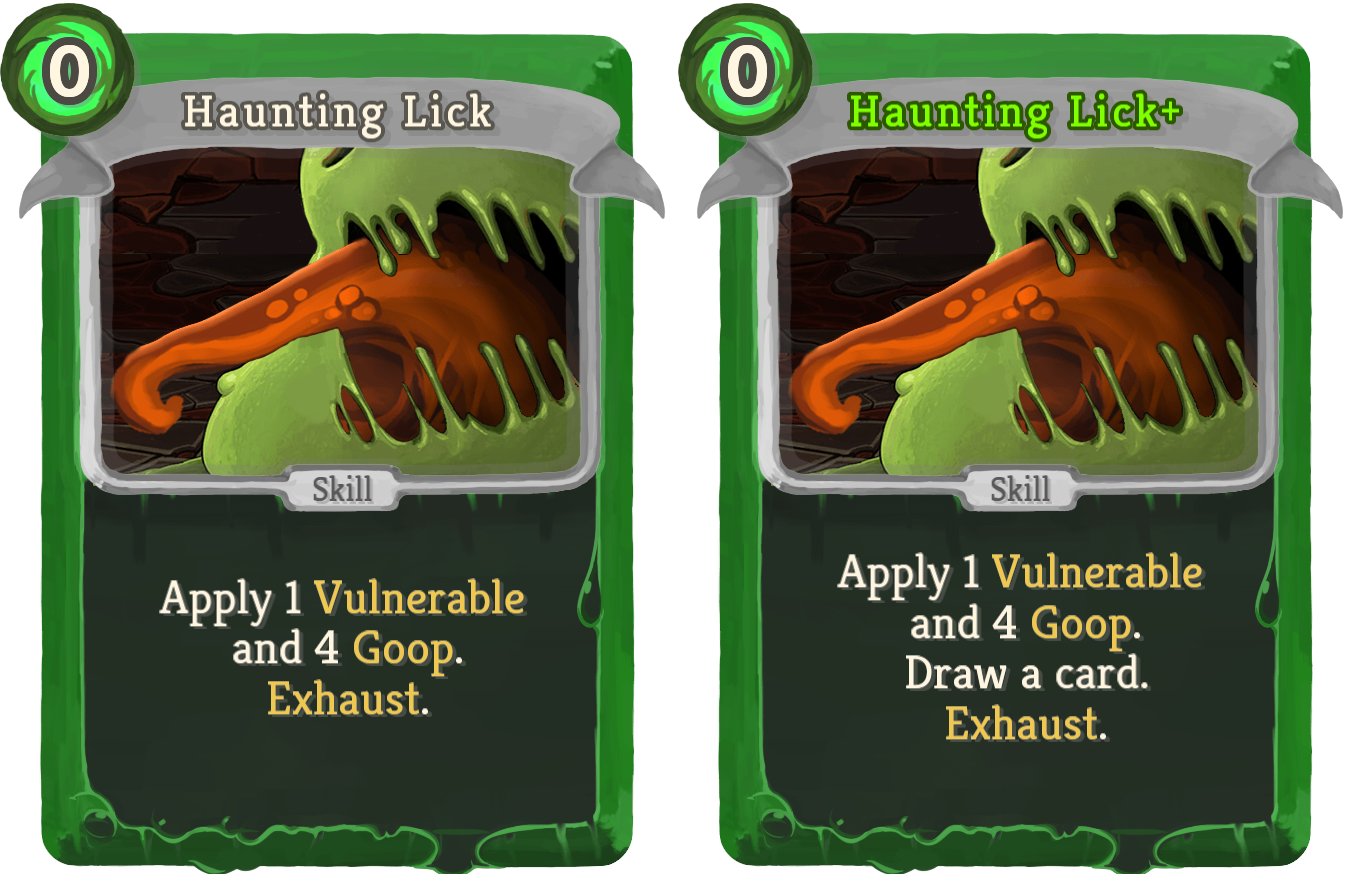 0
Haunting Lick
Skill
Apply 1 Vulnerable
and 4 Goop.
Exhaust.
0
Haunting Lick+
Skill
Apply 1 Vulnerable
and 4 Goop.
Draw a card.
Exhaust.